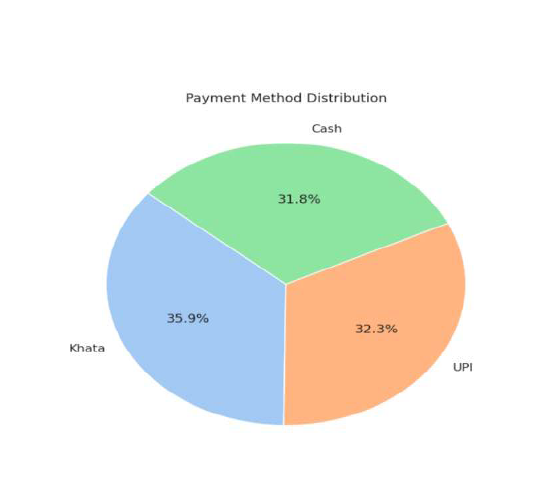 Payment Method Distribution
Cash
31.8%
35.9%
32.3%
Khata
UPI